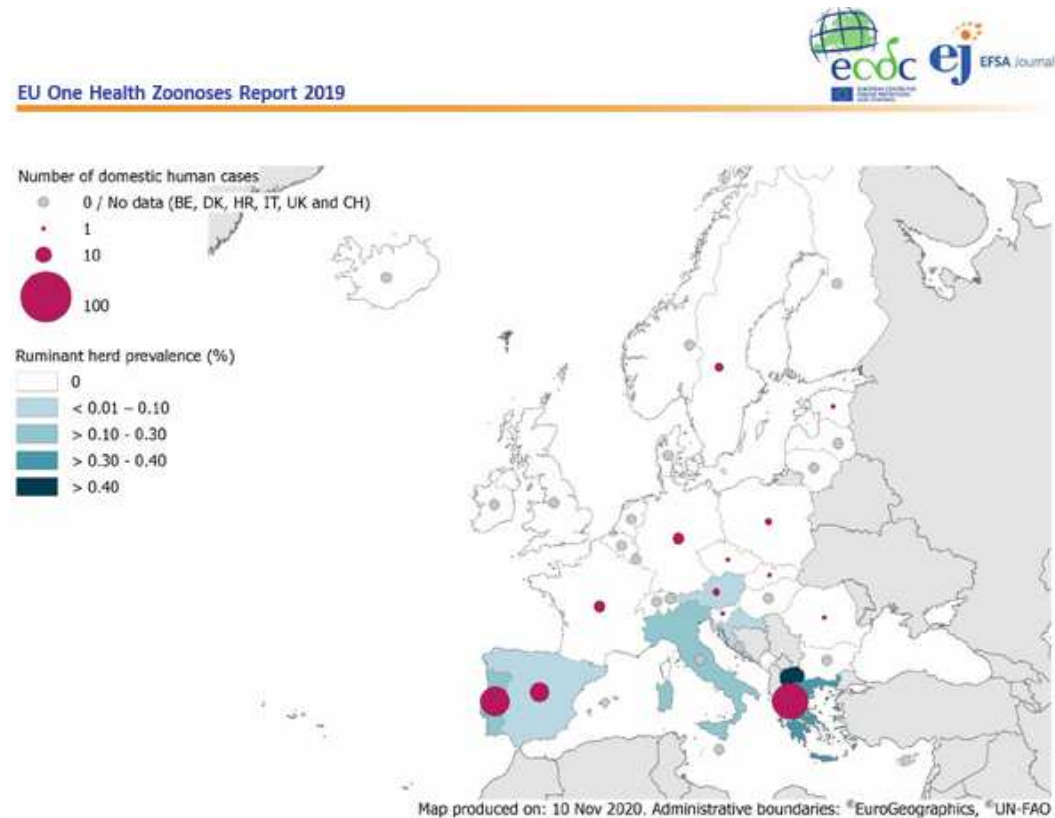 ecdc
ej EFSA Journal
EU One Health Zoonoses Report 2019
Number of domestic human cases
0 / No data (BE, DK, HR, IT, UK and CH)
1
10
100
Ruminant herd prevalence (%)
0
< 0.01 – 0.10
> 0.10 - 0.30
> 0.30 - 0.40
> 0.40
Map produced on: 10 Nov 2020. Administrative boundaries: ©EuroGeographics, ©UN-FAO